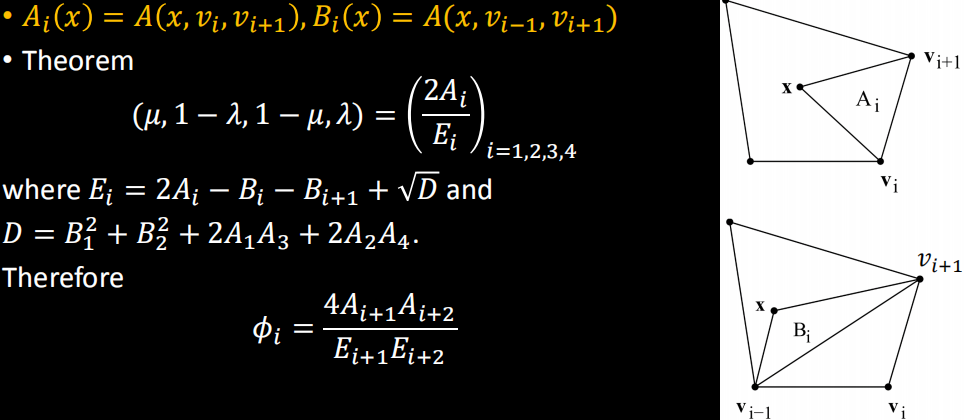 • A_i(x) = A(x, v_i, v_{i+1}), B_i(x) = A(x, v_{i−1}, v_{i+1})
• Theorem
(μ, 1 − λ, 1 − μ, λ) = (2A_i / E_i)_{i=1,2,3,4}
where E_i = 2A_i − B_i − B_{i+1} + √D and
D = B_1^2 + B_2^2 + 2A_1A_3 + 2A_2A_4.
Therefore
ϕ_i = 4A_{i+1}A_{i+2} / E_{i+1}E_{i+2}
v_{i+1}
x
A_i
v_i
v_{i+1}
x
B_i
v_{i−1} v_i